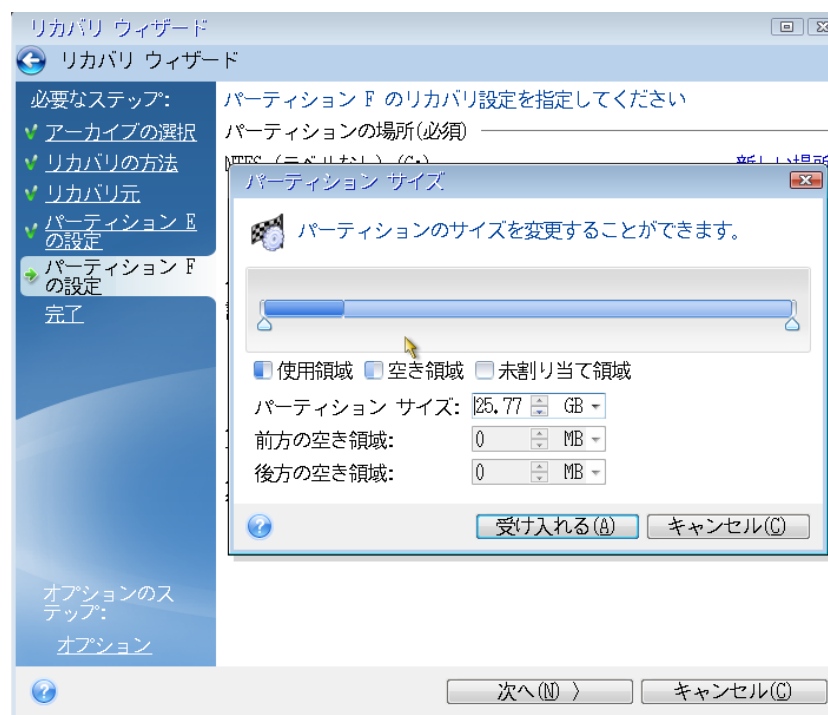 リカバリ ウィザード
リカバリ ウィザード
必要なステップ:
アーカイブの選択
リカバリの方法
リカバリ元
パーティション E
の設定
パーティション F
の設定
完了
オプションのス
テップ:
オプション
パーティション F のリカバリ設定を指定してください
パーティションの場所(必須)
パーティション サイズ
パーティションのサイズを変更することができます。
使用領域 空き領域 未割り当て領域
パーティション サイズ: 25.77 GB
前方の空き領域: 0 MB
後方の空き領域: 0 MB
受け入れる(A) キャンセル(C)
次へ(N) > キャンセル(C)